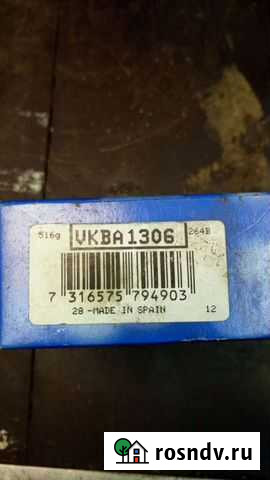 516g VKBA1306 264B
7 316575 794903
28 -MADE IN SPAIN 12
rosndv.ru